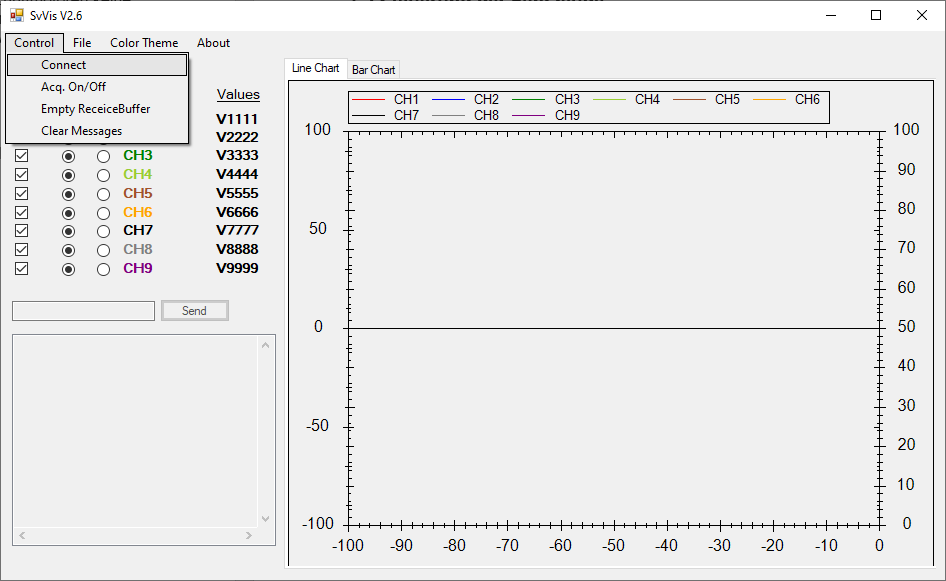 SvVis V2.6
Control File Color Theme About
Connect
Acq. On/Off
Empty ReceiceBuffer
Clear Messages
Values
V1111
V2222
CH3 V3333
CH4 V4444
CH5 V5555
CH6 V6666
CH7 V7777
CH8 V8888
CH9 V9999
Send
Line Chart Bar Chart
CH1 CH2 CH3 CH4 CH5 CH6
CH7 CH8 CH9
100 100
90
80
50 70
60
0 50
40
-50 30
20
10
-100 0
-100 -90 -80 -70 -60 -50 -40 -30 -20 -10 0